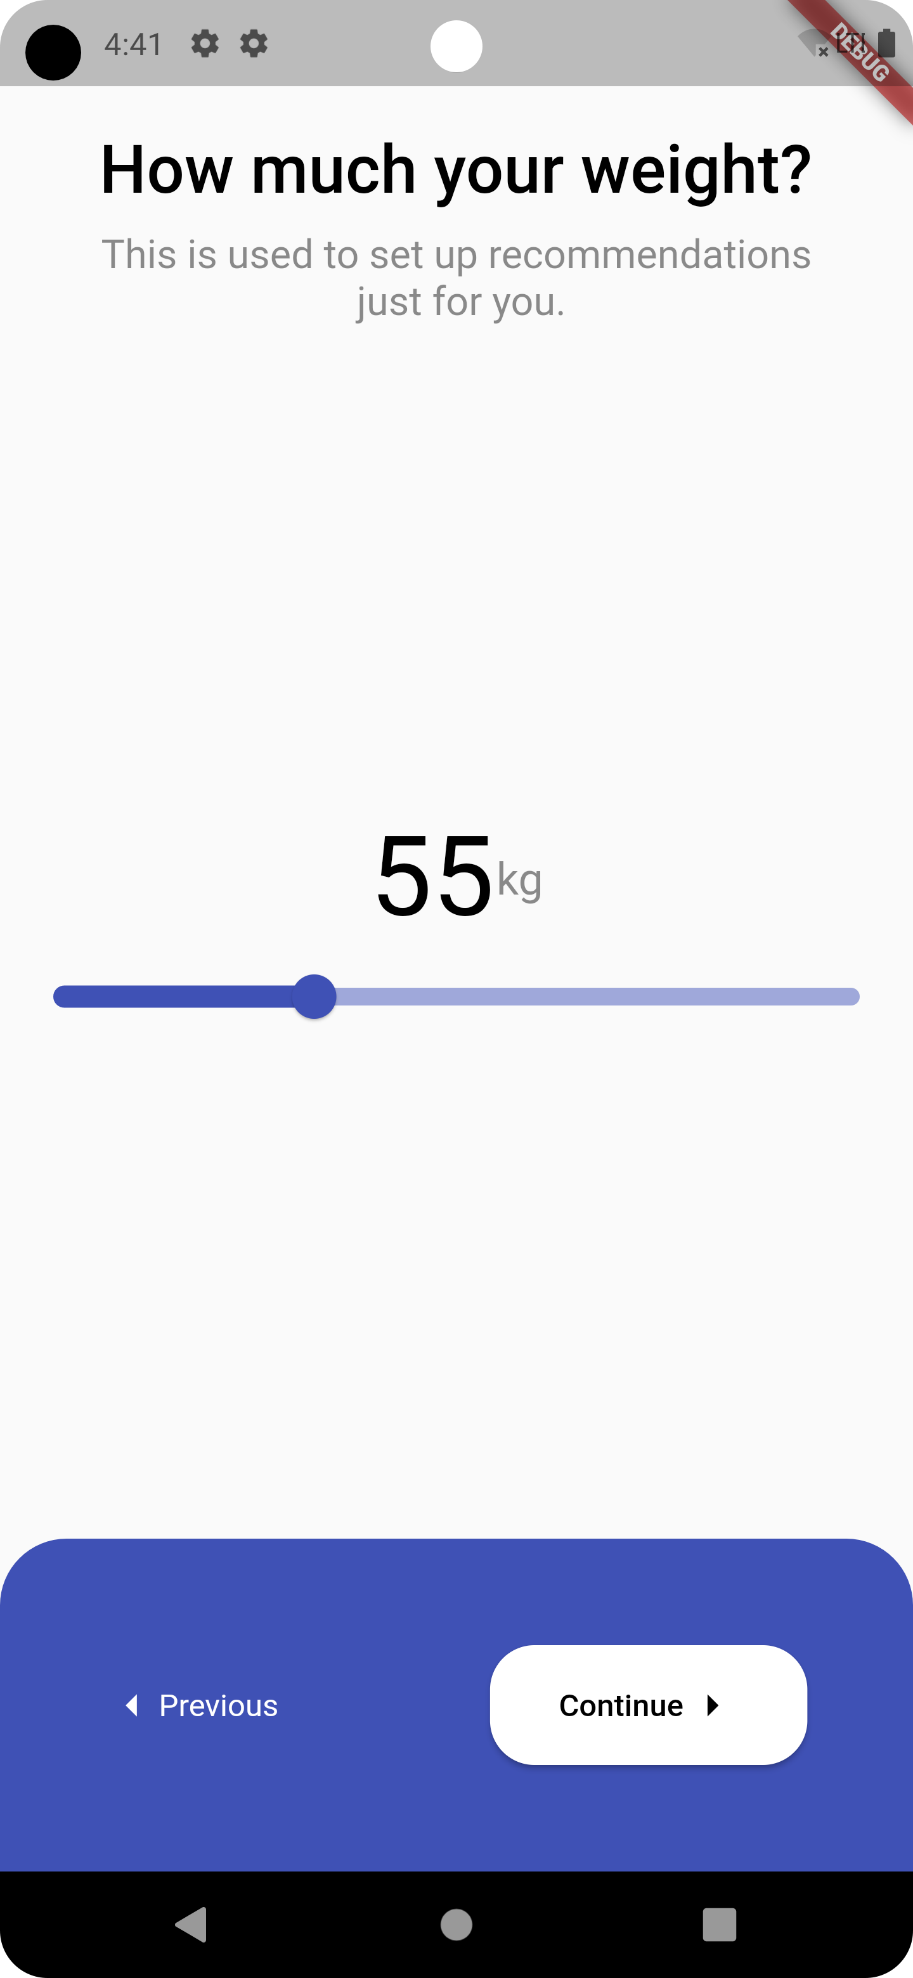 4:41
DEBUG
How much your weight?
This is used to set up recommendations
just for you.
55kg
Previous
Continue